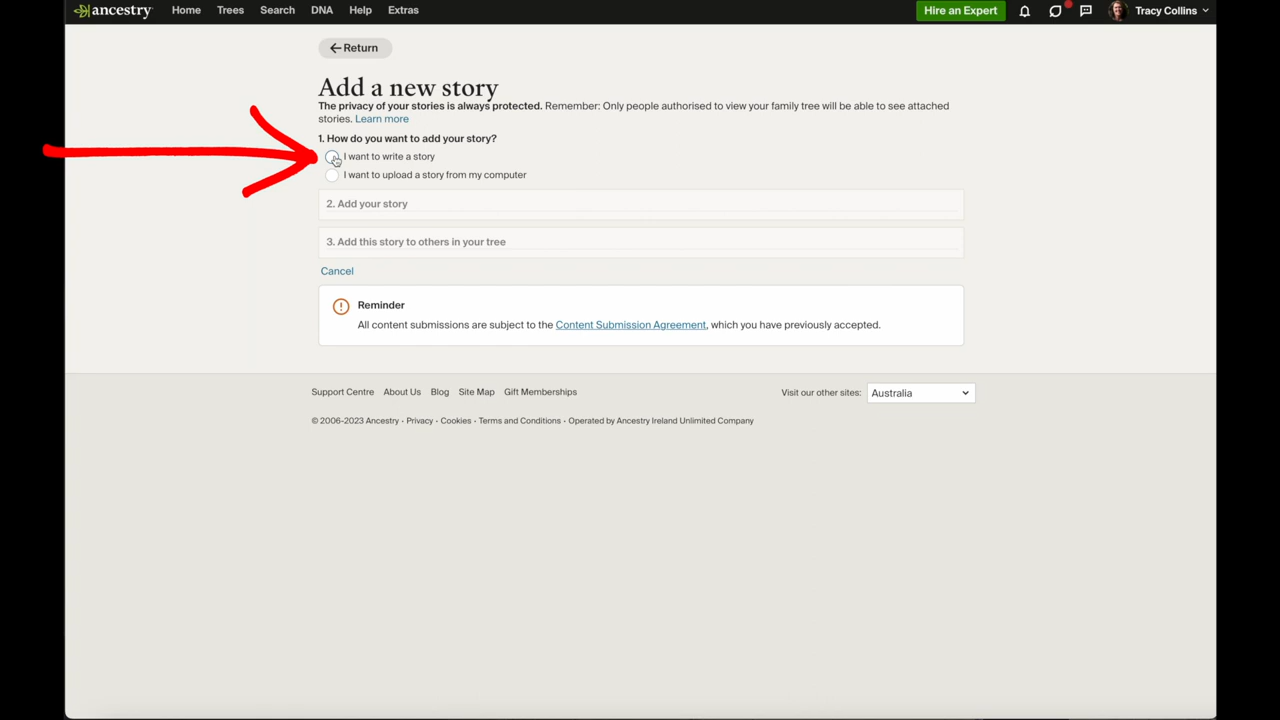 ancestry Home Trees Search DNA Help Extras Hire an Expert Tracy Collins
Return
Add a new story
The privacy of your stories is always protected. Remember: Only people authorised to view your family tree will be able to see attached
stories. Learn more
1. How do you want to add your story?
I want to write a story
I want to upload a story from my computer
2. Add your story
3. Add this story to others in your tree
Cancel
Reminder
All content submissions are subject to the Content Submission Agreement, which you have previously accepted.
Support Centre About Us Blog Site Map Gift Memberships Visit our other sites: Australia
© 2006-2023 Ancestry · Privacy · Cookies · Terms and Conditions · Operated by Ancestry Ireland Unlimited Company